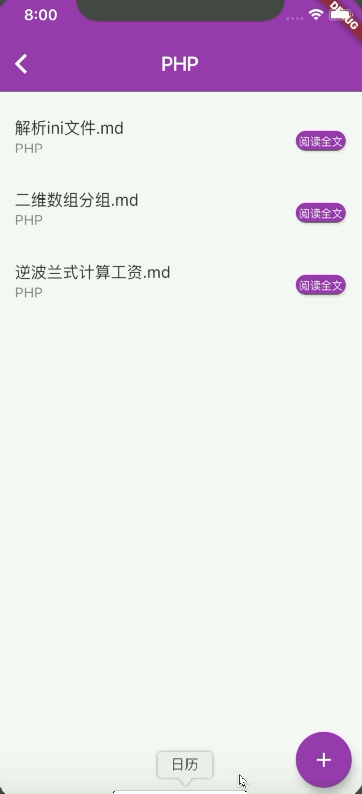 8:00
DEBUG
PHP
解析ini文件.md
PHP
阅读全文
二维数组分组.md
PHP
阅读全文
逆波兰式计算工资.md
PHP
阅读全文
+
日历